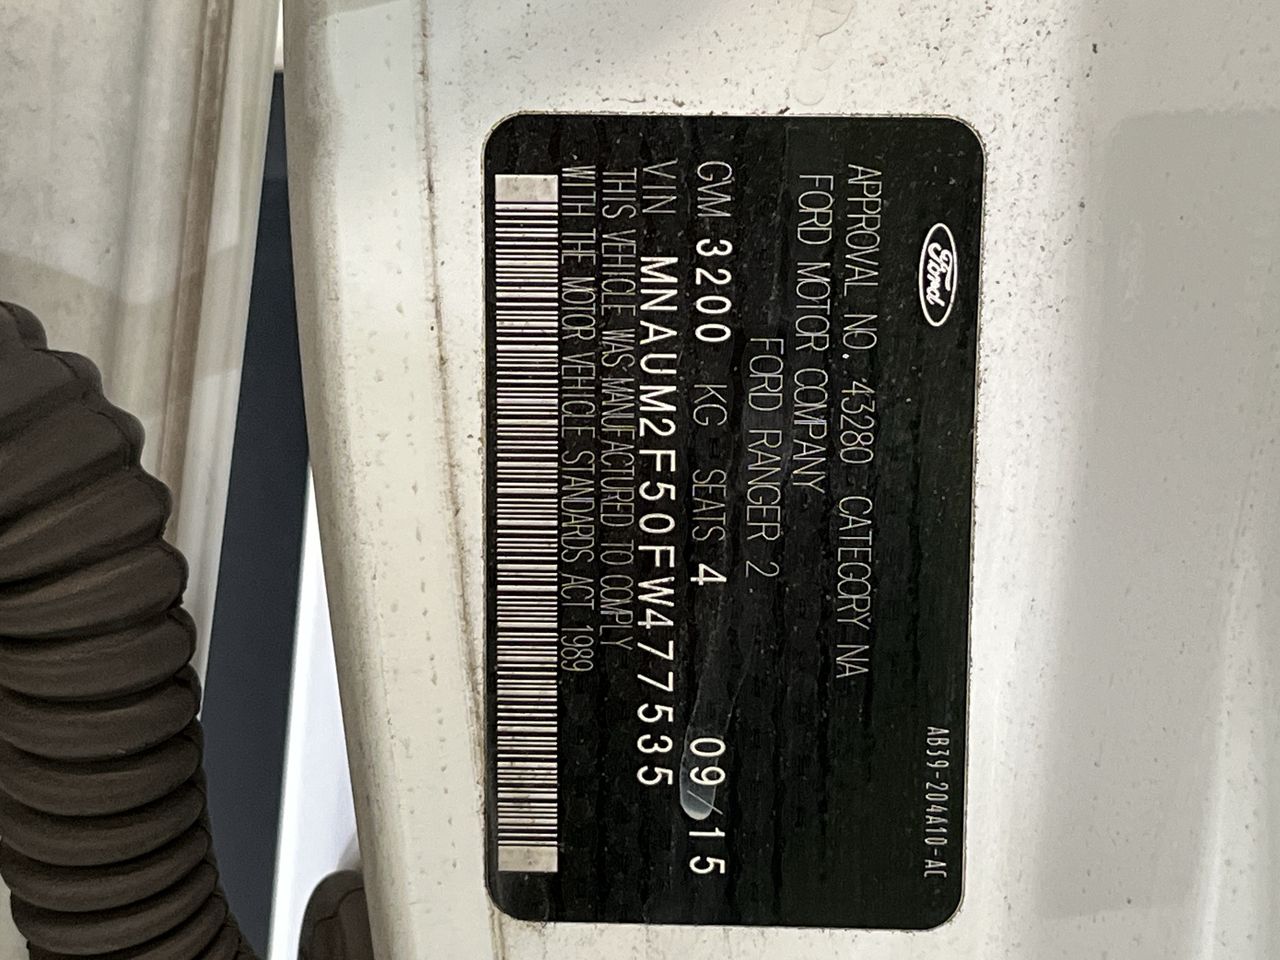 Ford
AB39-204A10-AC
APPROVAL NO. 43280 CATEGORY NA
FORD MOTOR COMPANY
FORD RANGER 2
GVM 3200 KG SEATS 4 09/15
VIN MNAUM2F50FW477535
THIS VEHICLE WAS MANUFACTURED TO COMPLY
WITH THE MOTOR VEHICLE STANDARDS ACT 1989